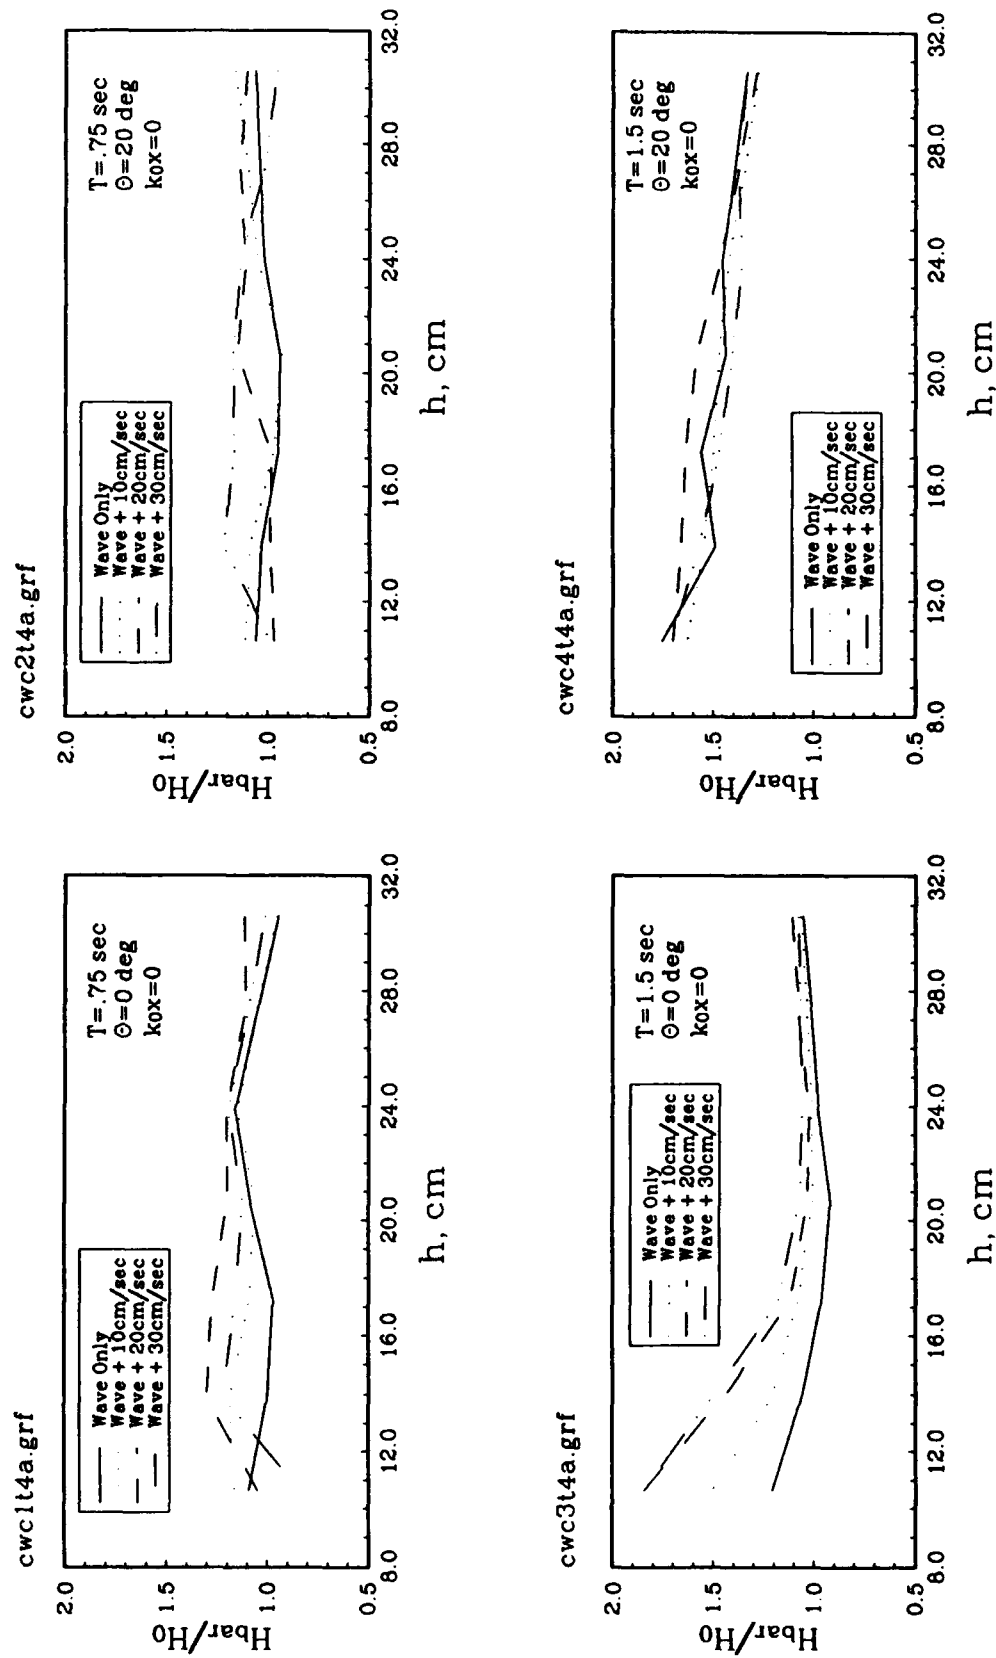 cwc1t4a.grf
2.0
1.5
1.0
0.5
Hbar/H0
Wave Only
Wave + 10cm/sec
Wave + 20cm/sec
Wave + 30cm/sec
T=.75 sec
Θ=0 deg
k0x=0
8.0 12.0 16.0 20.0 24.0 28.0 32.0
h, cm
cwc2t4a.grf
2.0
1.5
1.0
0.5
Hbar/H0
Wave Only
Wave + 10cm/sec
Wave + 20cm/sec
Wave + 30cm/sec
T=.75 sec
Θ=20 deg
k0x=0
8.0 12.0 16.0 20.0 24.0 28.0 32.0
h, cm
cwc3t4a.grf
2.0
1.5
1.0
0.5
Hbar/H0
Wave Only
Wave + 10cm/sec
Wave + 20cm/sec
Wave + 30cm/sec
T=1.5 sec
Θ=0 deg
k0x=0
8.0 12.0 16.0 20.0 24.0 28.0 32.0
h, cm
cwc4t4a.grf
2.0
1.5
1.0
0.5
Hbar/H0
Wave Only
Wave + 10cm/sec
Wave + 20cm/sec
Wave + 30cm/sec
T=1.5 sec
Θ=20 deg
k0x=0
8.0 12.0 16.0 20.0 24.0 28.0 32.0
h, cm